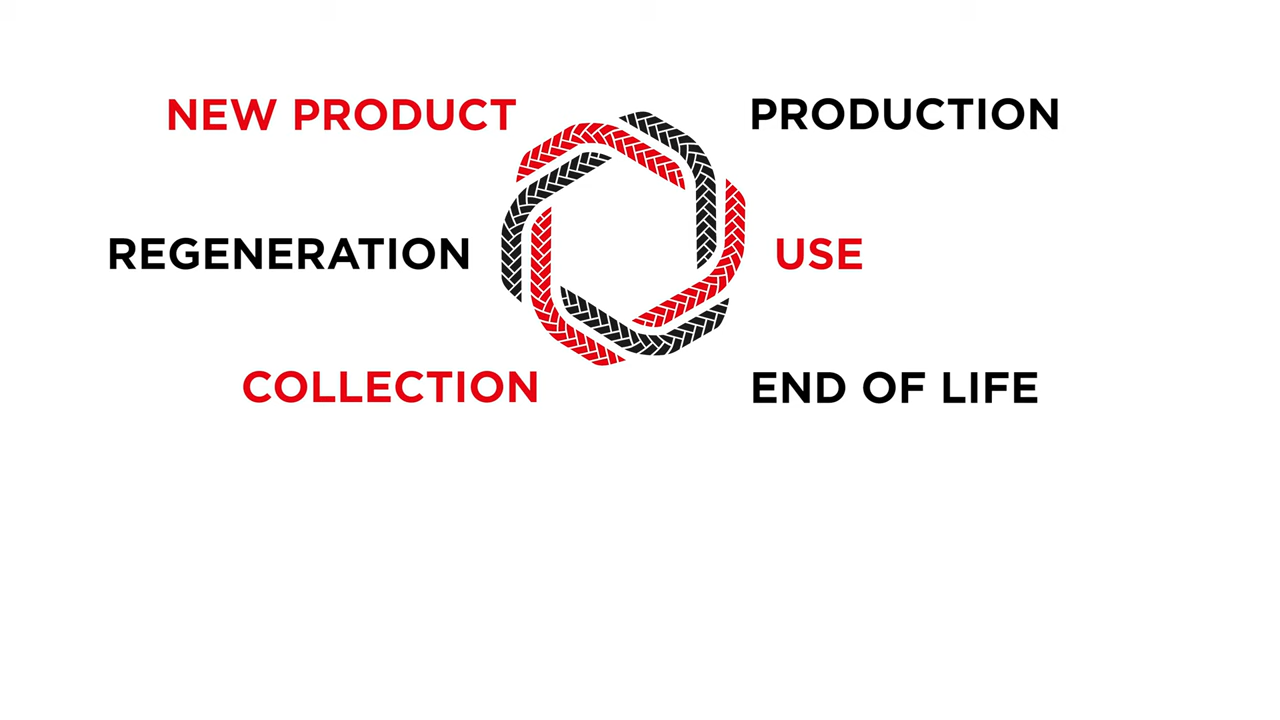 NEW PRODUCT
PRODUCTION
REGENERATION
USE
COLLECTION
END OF LIFE